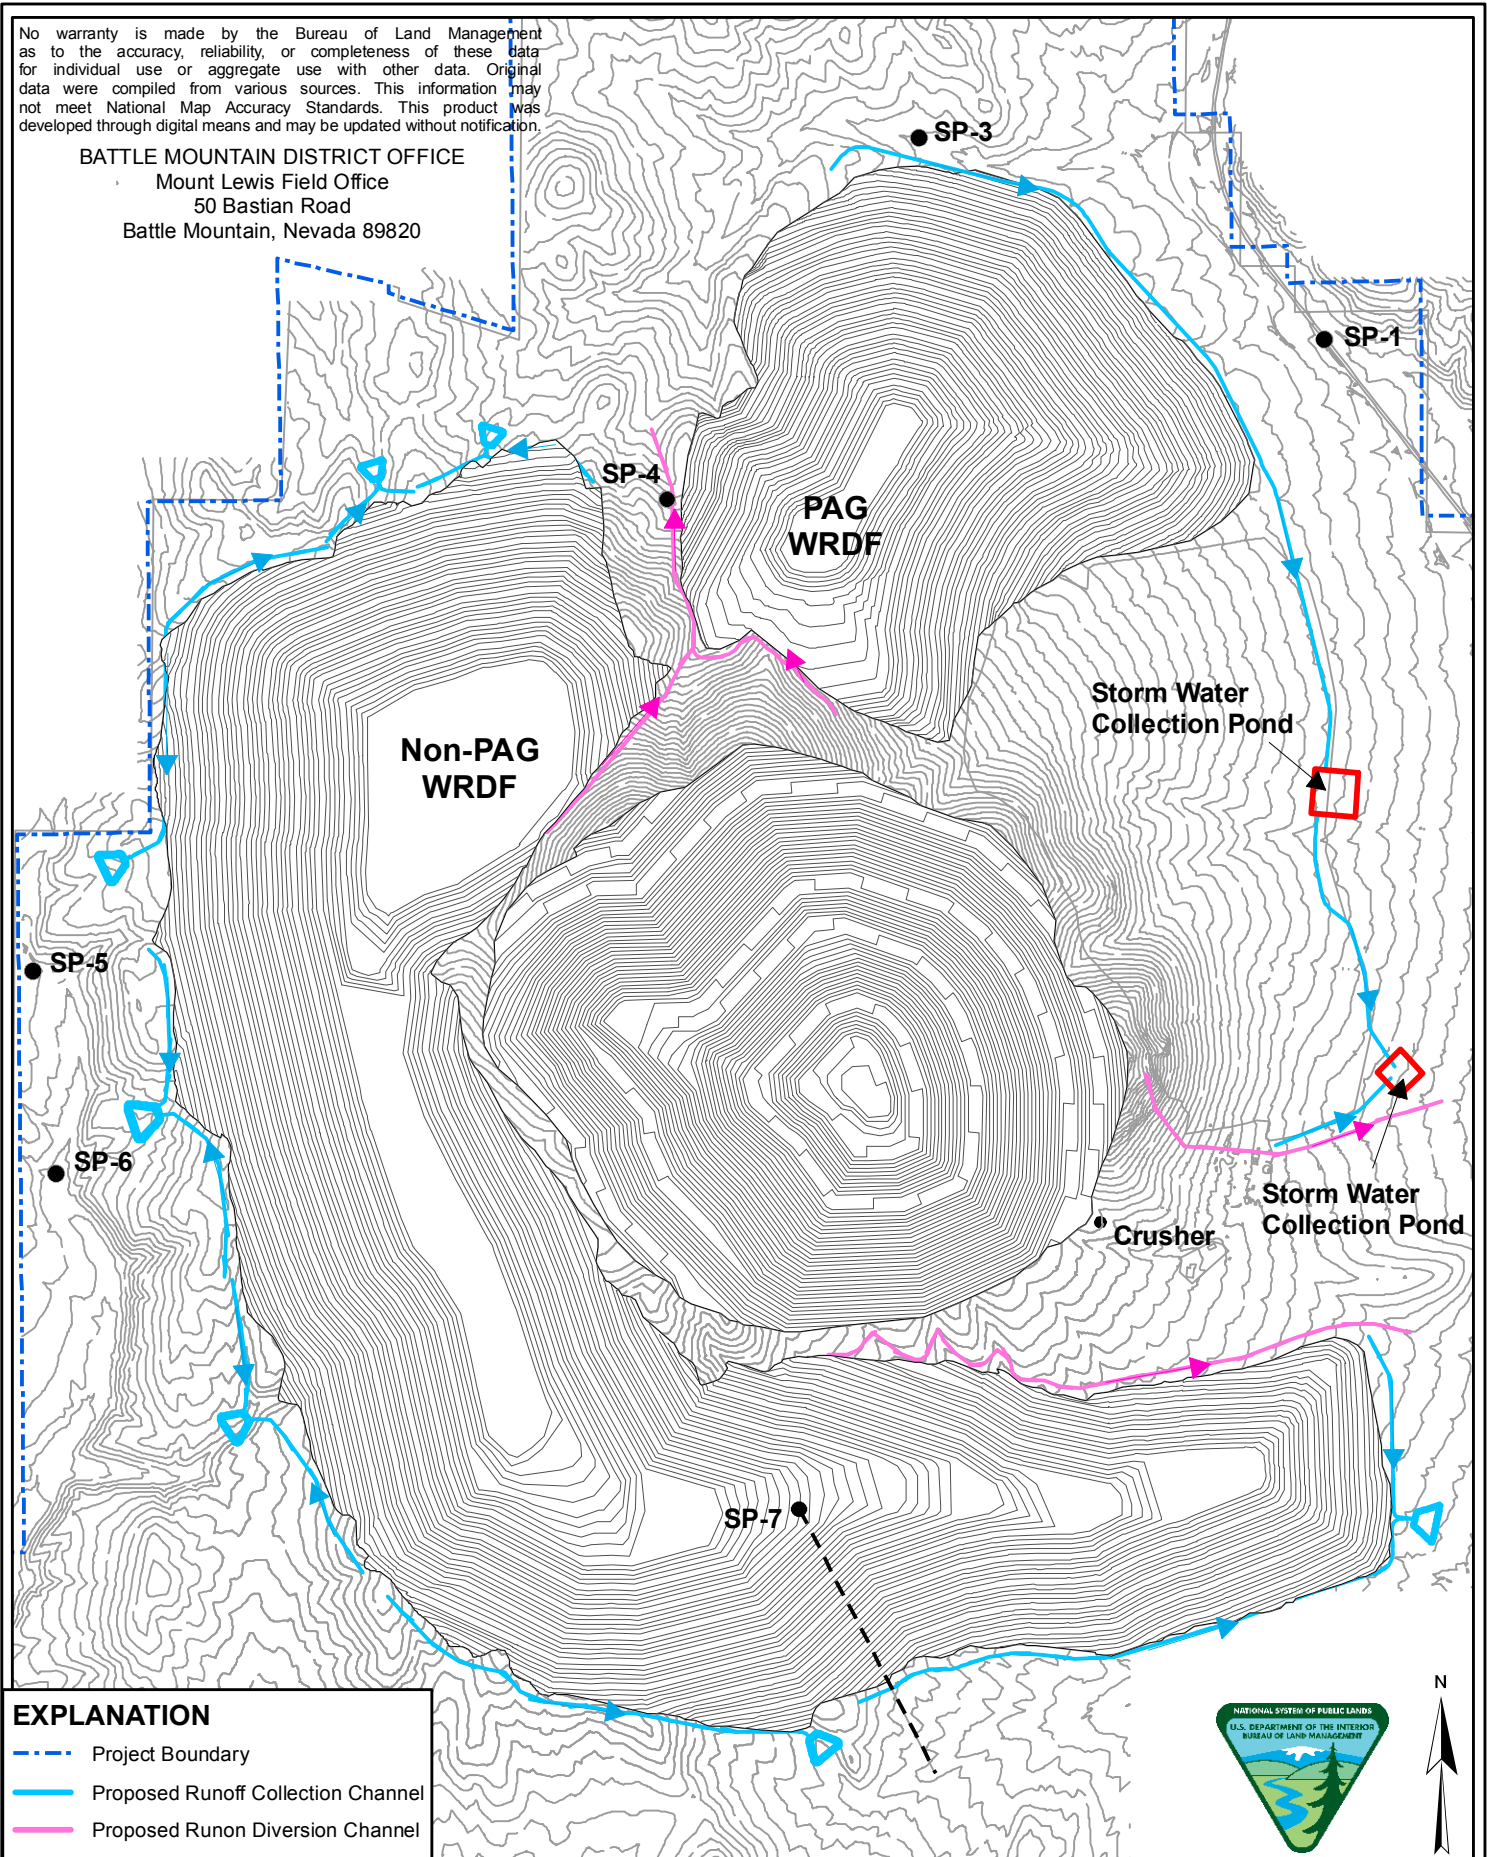 No warranty is made by the Bureau of Land Management
as to the accuracy, reliability, or completeness of these data
for individual use or aggregate use with other data. Original
data were compiled from various sources. This information may
not meet National Map Accuracy Standards. This product was
developed through digital means and may be updated without notification.
BATTLE MOUNTAIN DISTRICT OFFICE
Mount Lewis Field Office
50 Bastian Road
Battle Mountain, Nevada 89820
SP-3
SP-1
SP-4
PAG
WRDF
Storm Water
Collection Pond
Non-PAG
WRDF
SP-5
SP-6
Storm Water
Collection Pond
Crusher
SP-7
EXPLANATION
Project Boundary
Proposed Runoff Collection Channel
Proposed Runon Diversion Channel
NATIONAL SYSTEM OF PUBLIC LANDS
U.S. DEPARTMENT OF THE INTERIOR
BUREAU OF LAND MANAGEMENT
N